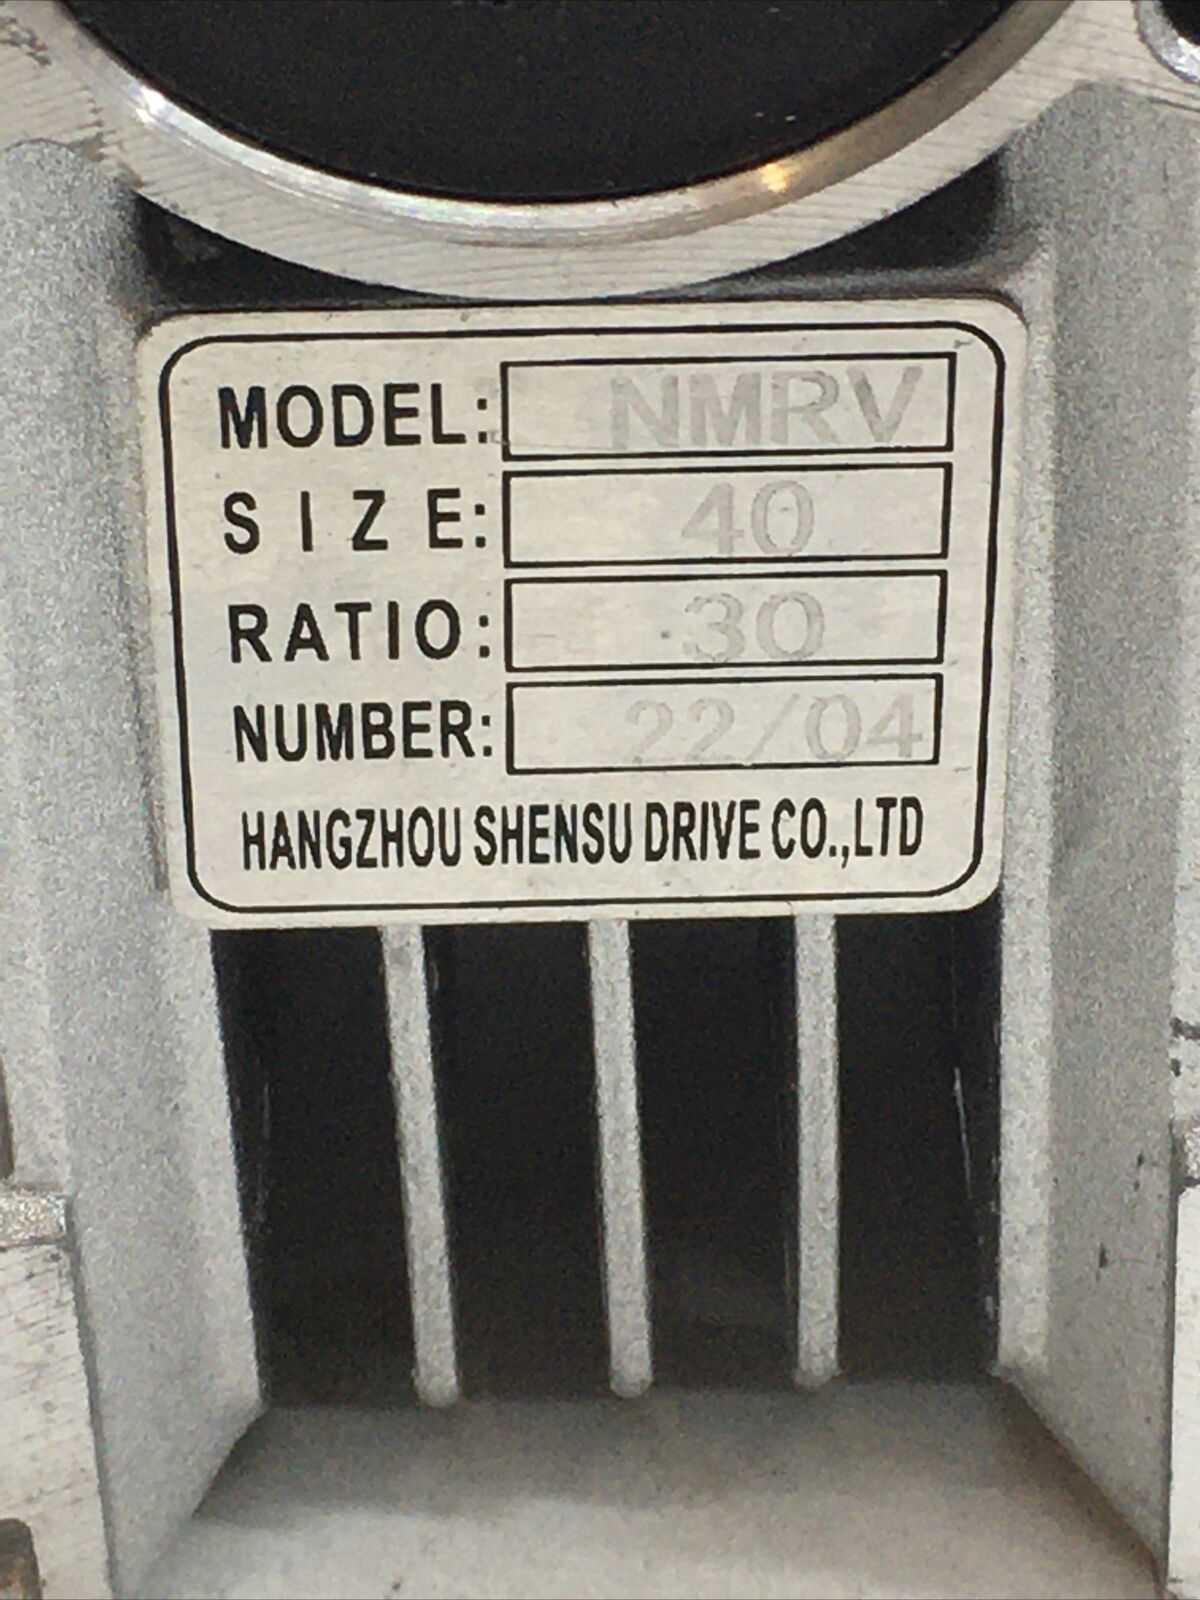 MODEL: NMRV
SIZE: 40
RATIO: 30
NUMBER: 22/04
HANGZHOU SHENSU DRIVE CO.,LTD